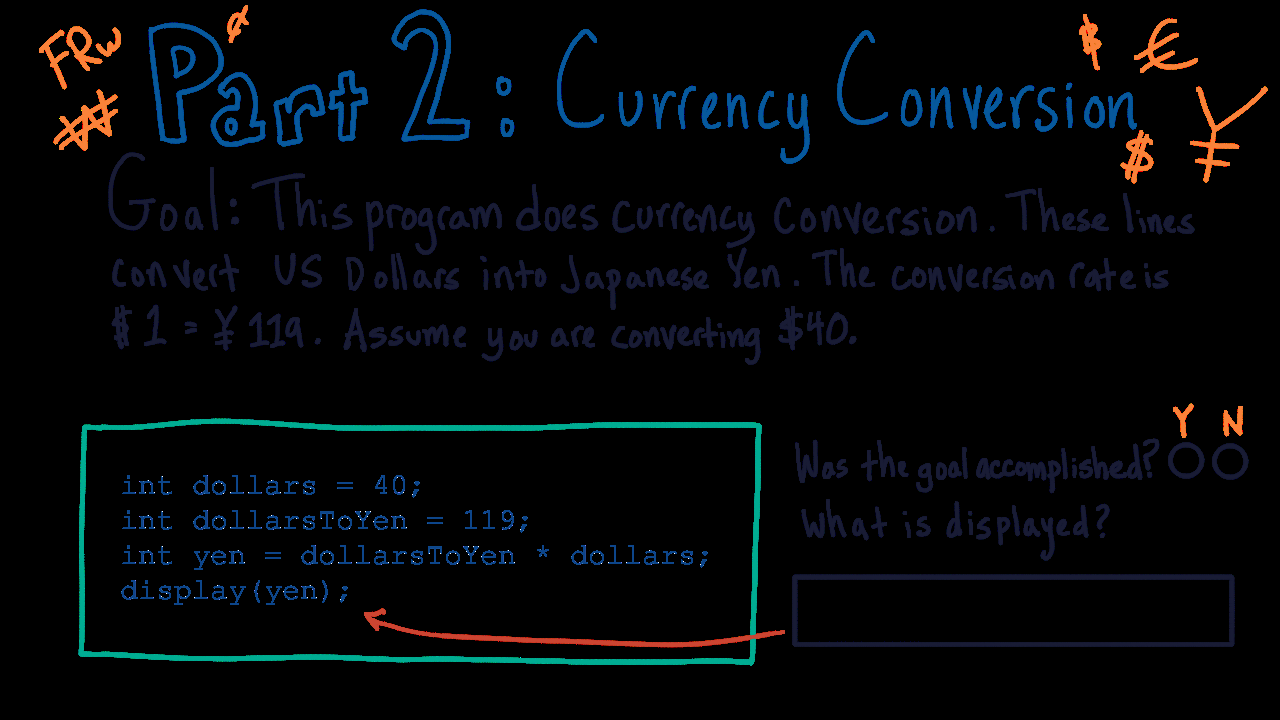 FRw ¢ $ €
₩ Part 2: Currency Conversion $ ¥
Goal: This program does currency conversion. These lines
convert US Dollars into Japanese Yen. The conversion rate is
$1 = ¥119. Assume you are converting $40.
Y N
Was the goal accomplished?
What is displayed?
int dollars = 40;
int dollarsToYen = 119;
int yen = dollarsToYen * dollars;
display(yen);